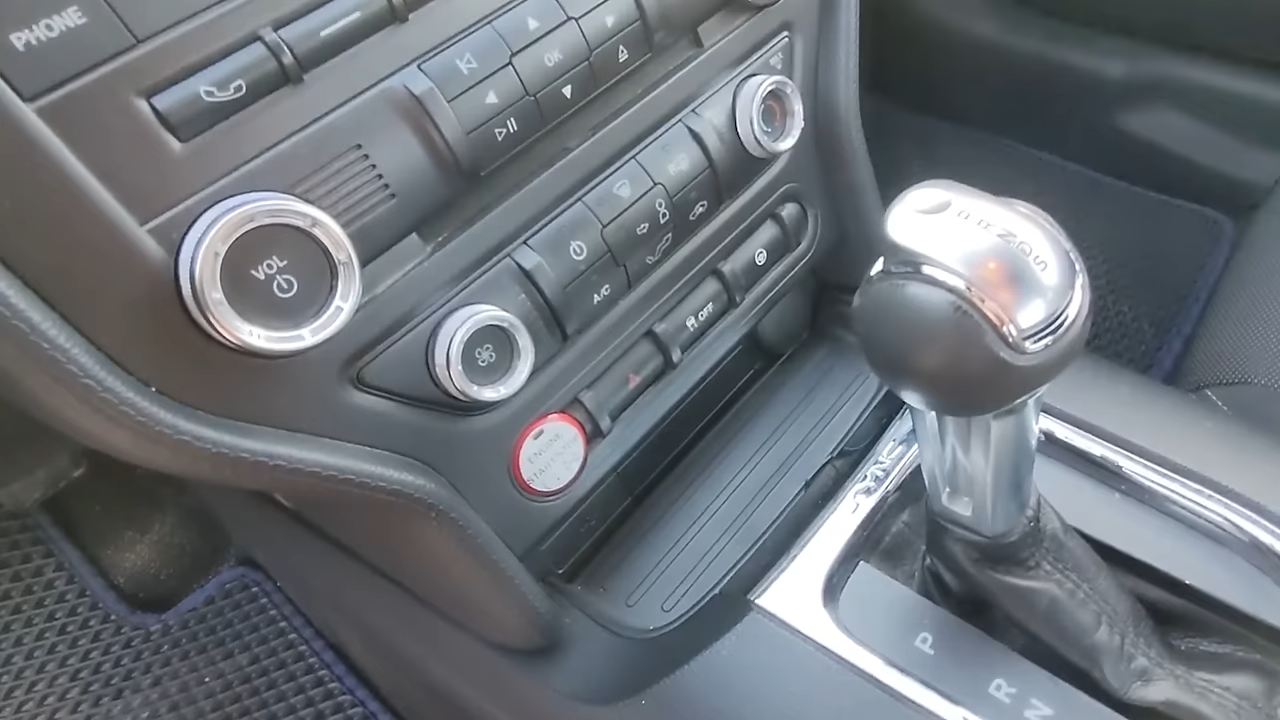 PHONE
OK
VOL
A/C
OFF
ENGINE
START/STOP
P
R
N